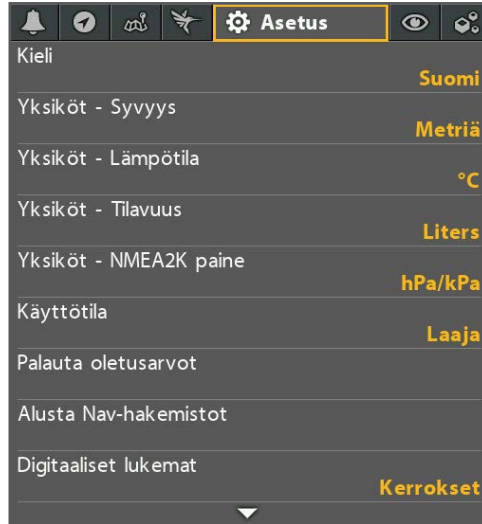 Asetus
Kieli
Suomi
Yksiköt - Syvyys
Metriä
Yksiköt - Lämpötila
°C
Yksiköt - Tilavuus
Liters
Yksiköt - NMEA2K paine
hPa/kPa
Käyttötila
Laaja
Palauta oletusarvot
Alusta Nav-hakemistot
Digitaaliset lukemat
Kerrokset